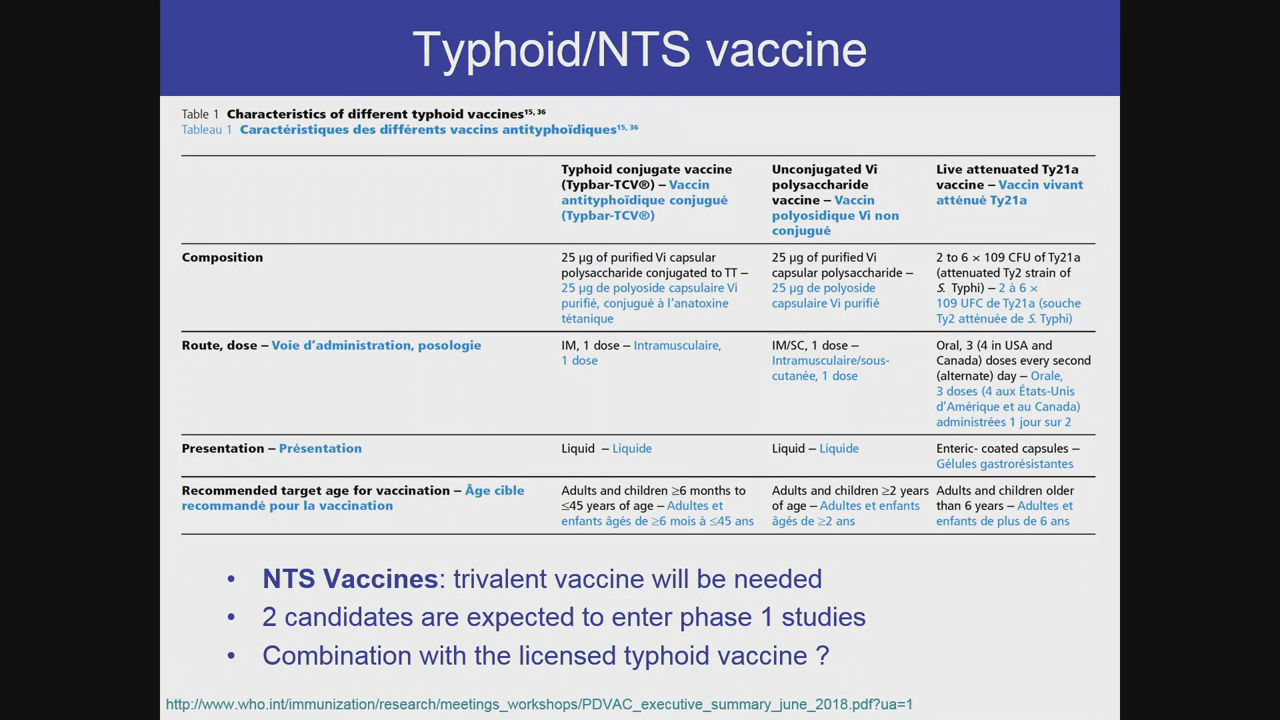 Typhoid/NTS vaccine
Table 1 Characteristics of different typhoid vaccines15, 36
Tableau 1 Caractéristiques des différents vaccins antityphoïdiques15, 36
Typhoid conjugate vaccine
(Typbar-TCV®) – Vaccin
antityphoïdique conjugué
(Typbar-TCV®)
Unconjugated Vi
polysaccharide
vaccine – Vaccin
polyosidique Vi non
conjugué
Live attenuated Ty21a
vaccine – Vaccin vivant
atténué Ty21a
Composition
25 µg of purified Vi capsular
polysaccharide conjugated to TT –
25 µg de polyoside capsulaire Vi
purifié, conjugué à l’anatoxine
tétanique
25 µg of purified Vi
capsular polysaccharide –
25 µg de polyoside
capsulaire Vi purifié
2 to 6 × 109 CFU of Ty21a
(attenuated Ty2 strain of
S. Typhi) – 2 à 6 ×
109 UFC de Ty21a (souche
Ty2 atténuée de S. Typhi)
Route, dose – Voie d’administration, posologie
IM, 1 dose – Intramusculaire,
1 dose
IM/SC, 1 dose –
Intramusculaire/sous-
cutanée, 1 dose
Oral, 3 (4 in USA and
Canada) doses every second
(alternate) day – Orale,
3 doses (4 aux États-Unis
d’Amérique et au Canada)
administrées 1 jour sur 2
Presentation – Présentation
Liquid – Liquide
Liquid – Liquide
Enteric- coated capsules –
Gélules gastrorésistantes
Recommended target age for vaccination – Âge cible
recommandé pour la vaccination
Adults and children ≥6 months to
≤45 years of age – Adultes et
enfants âgés de ≥6 mois à ≤45 ans
Adults and children ≥2 years
of age – Adultes et enfants
âgés de ≥2 ans
Adults and children older
than 6 years – Adultes et
enfants de plus de 6 ans
• NTS Vaccines: trivalent vaccine will be needed
• 2 candidates are expected to enter phase 1 studies
• Combination with the licensed typhoid vaccine ?
http://www.who.int/immunization/research/meetings_workshops/PDVAC_executive_summary_june_2018.pdf?ua=1